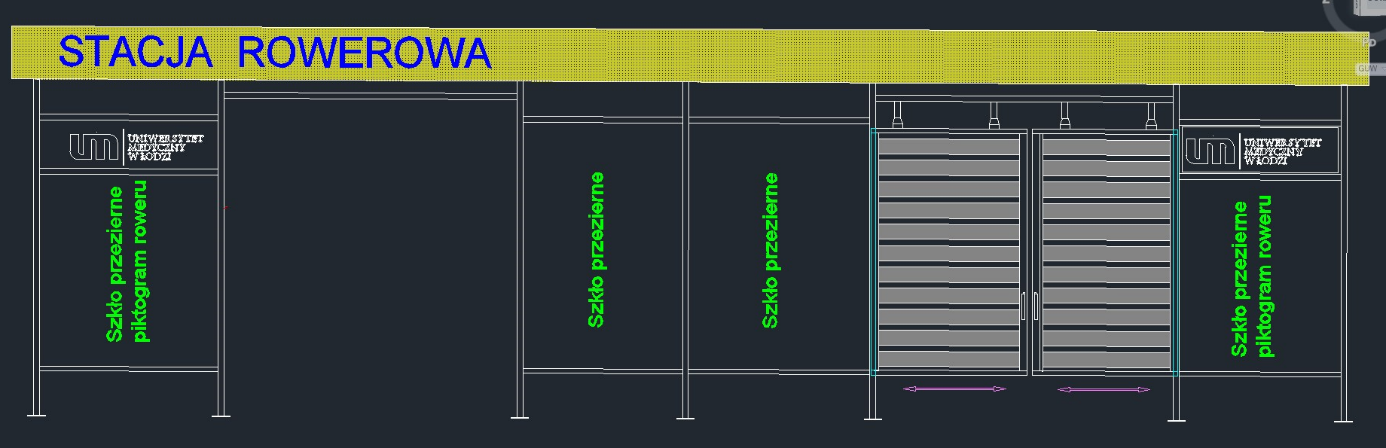 STACJA ROWEROWA
UNIWERSYTET
MEDYCZNY
W ŁODZI
Szkło przezierne
piktogram roweru
Szkło przezierne
Szkło przezierne
UNIWERSYTET
MEDYCZNY
W ŁODZI
Szkło przezierne
piktogram roweru